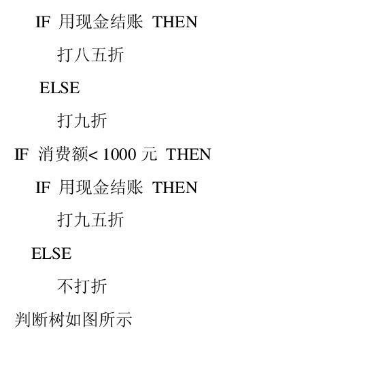 IF 用现金结账 THEN
打八五折
ELSE
打九折
IF 消费额< 1000 元 THEN
IF 用现金结账 THEN
打九五折
ELSE
不打折
判断树如图所示